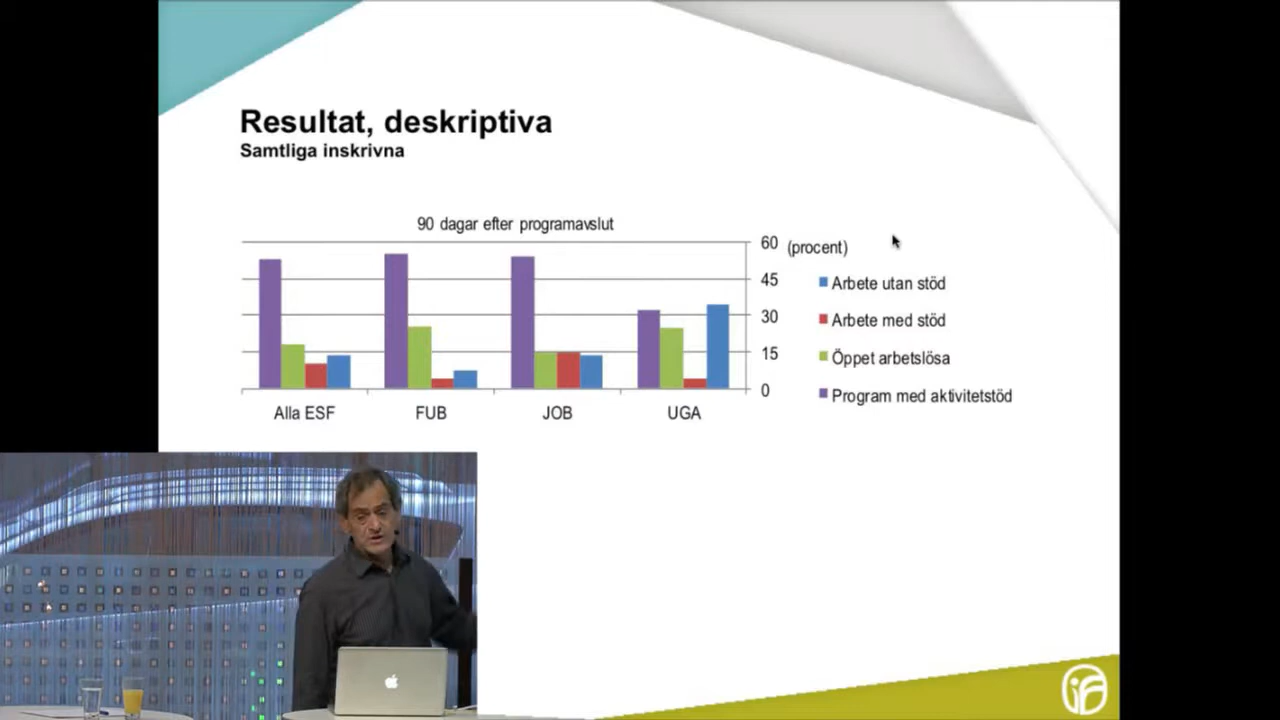 Resultat, deskriptiva
Samtliga inskrivna
90 dagar efter programavslut
60 (procent)
45
30
15
0
Arbete utan stöd
Arbete med stöd
Öppet arbetslösa
Program med aktivitetstöd
Alla ESF FUB JOB UGA